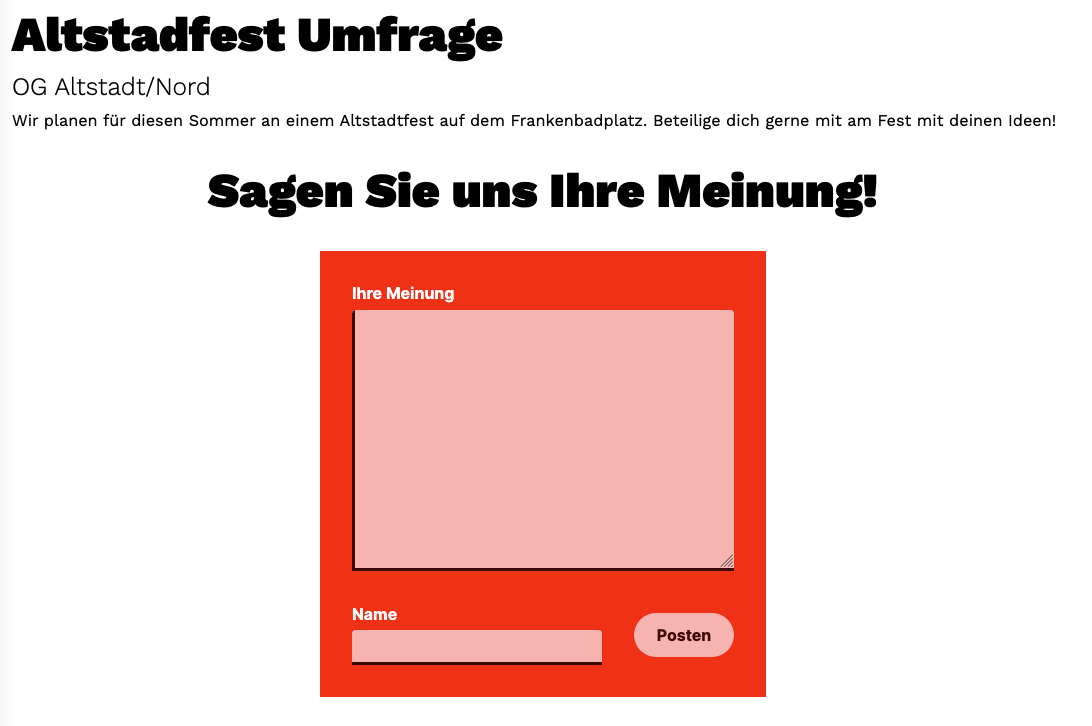 Altstadfest Umfrage
OG Altstadt/Nord
Wir planen für diesen Sommer an einem Altstadtfest auf dem Frankenbadplatz. Beteilige dich gerne mit am Fest mit deinen Ideen!
Sagen Sie uns Ihre Meinung!
Ihre Meinung
Name
Posten